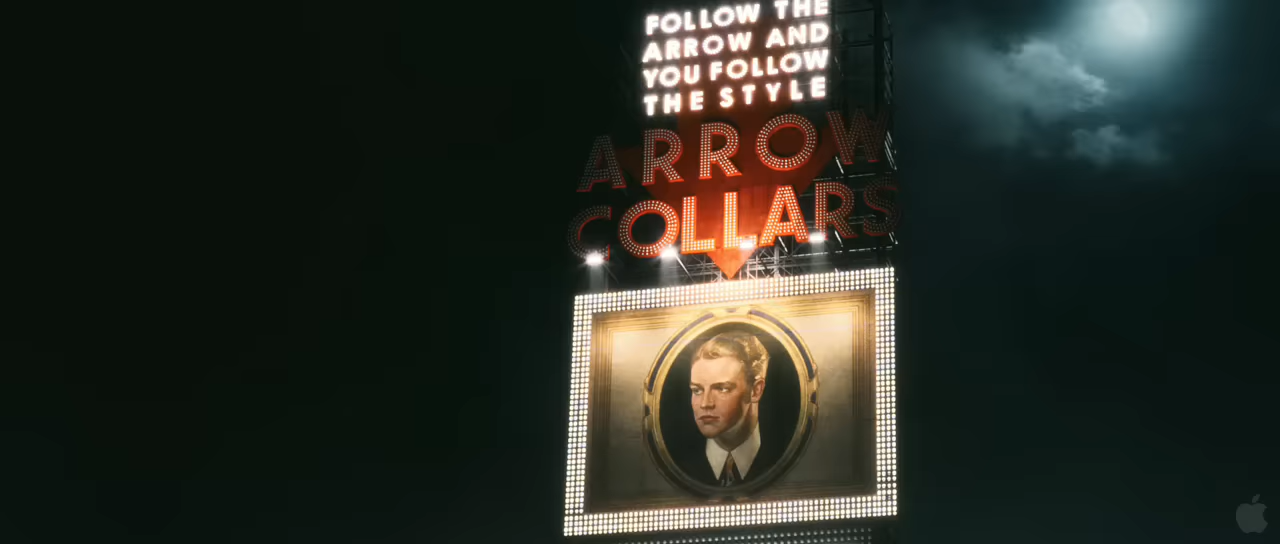 FOLLOW THE
ARROW AND
YOU FOLLOW
THE STYLE
ARROW
COLLARS